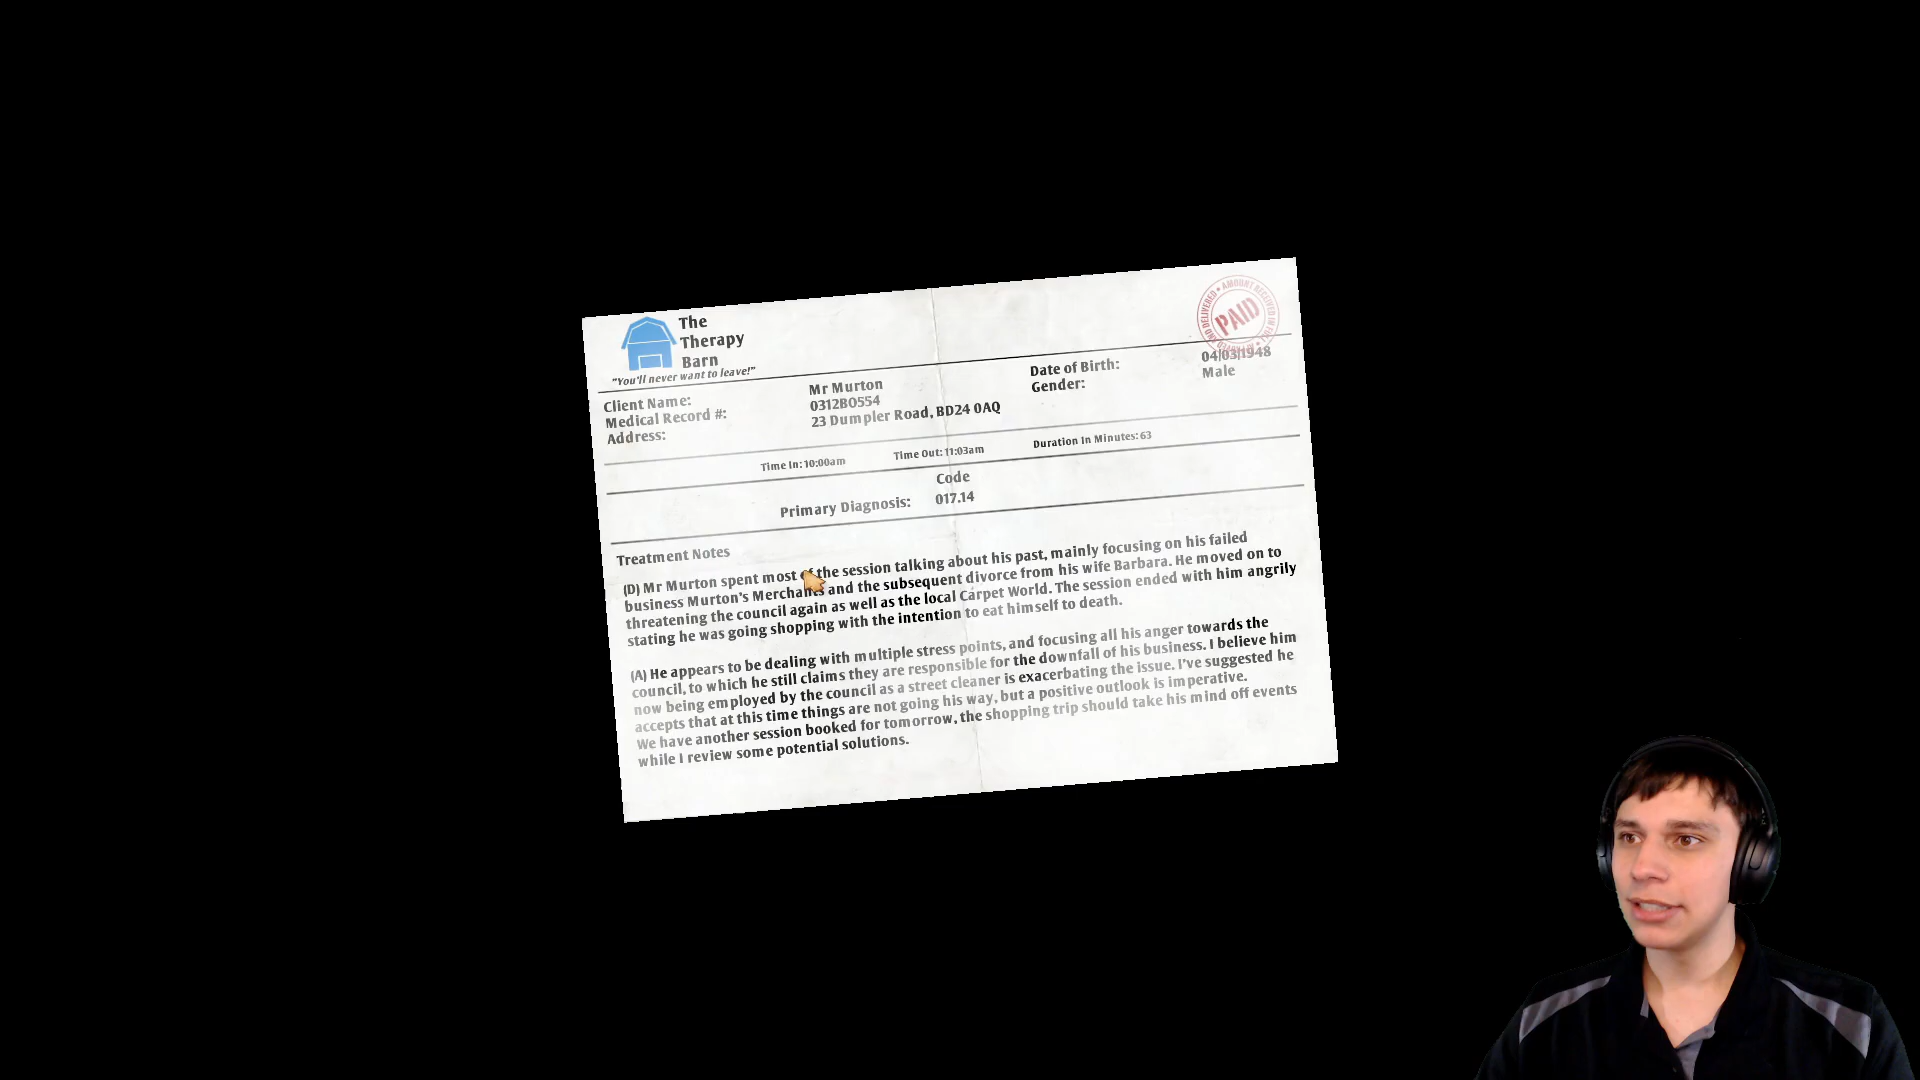 The
Therapy
Barn
"You'll never want to leave!"
AMOUNT RECEIVED IN FULL • APPROVED AND DELIVERED •
PAID
Client Name: Mr Murton Date of Birth: 04/03/1948
Medical Record #: 0312B0554 Gender: Male
Address: 23 Dumpler Road, BD24 0AQ
Time In: 10:00am Time Out: 11:03am Duration In Minutes: 63
Code
Primary Diagnosis: 017.14
Treatment Notes
(D) Mr Murton spent most of the session talking about his past, mainly focusing on his failed
business Murton's Merchants and the subsequent divorce from his wife Barbara. He moved on to
threatening the council again as well as the local Carpet World. The session ended with him angrily
stating he was going shopping with the intention to eat himself to death.
(A) He appears to be dealing with multiple stress points, and focusing all his anger towards the
council, to which he still claims they are responsible for the downfall of his business. I believe him
now being employed by the council as a street cleaner is exacerbating the issue. I've suggested he
accepts that at this time things are not going his way, but a positive outlook is imperative.
We have another session booked for tomorrow, the shopping trip should take his mind off events
while I review some potential solutions.